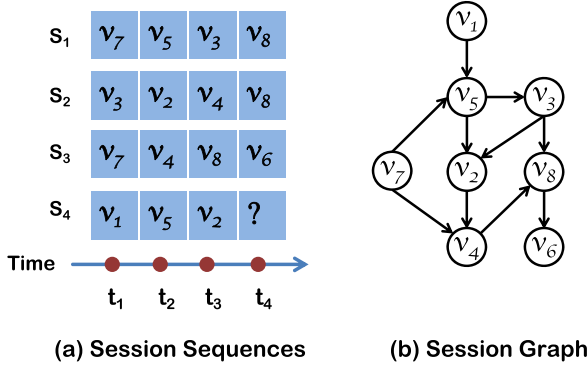 S1 v7 v5 v3 v8
S2 v3 v2 v4 v8
S3 v7 v4 v8 v6
S4 v1 v5 v2 ?
Time
t1 t2 t3 t4
(a) Session Sequences
v1
v5 v3
v7 v2 v8
v4 v6
(b) Session Graph